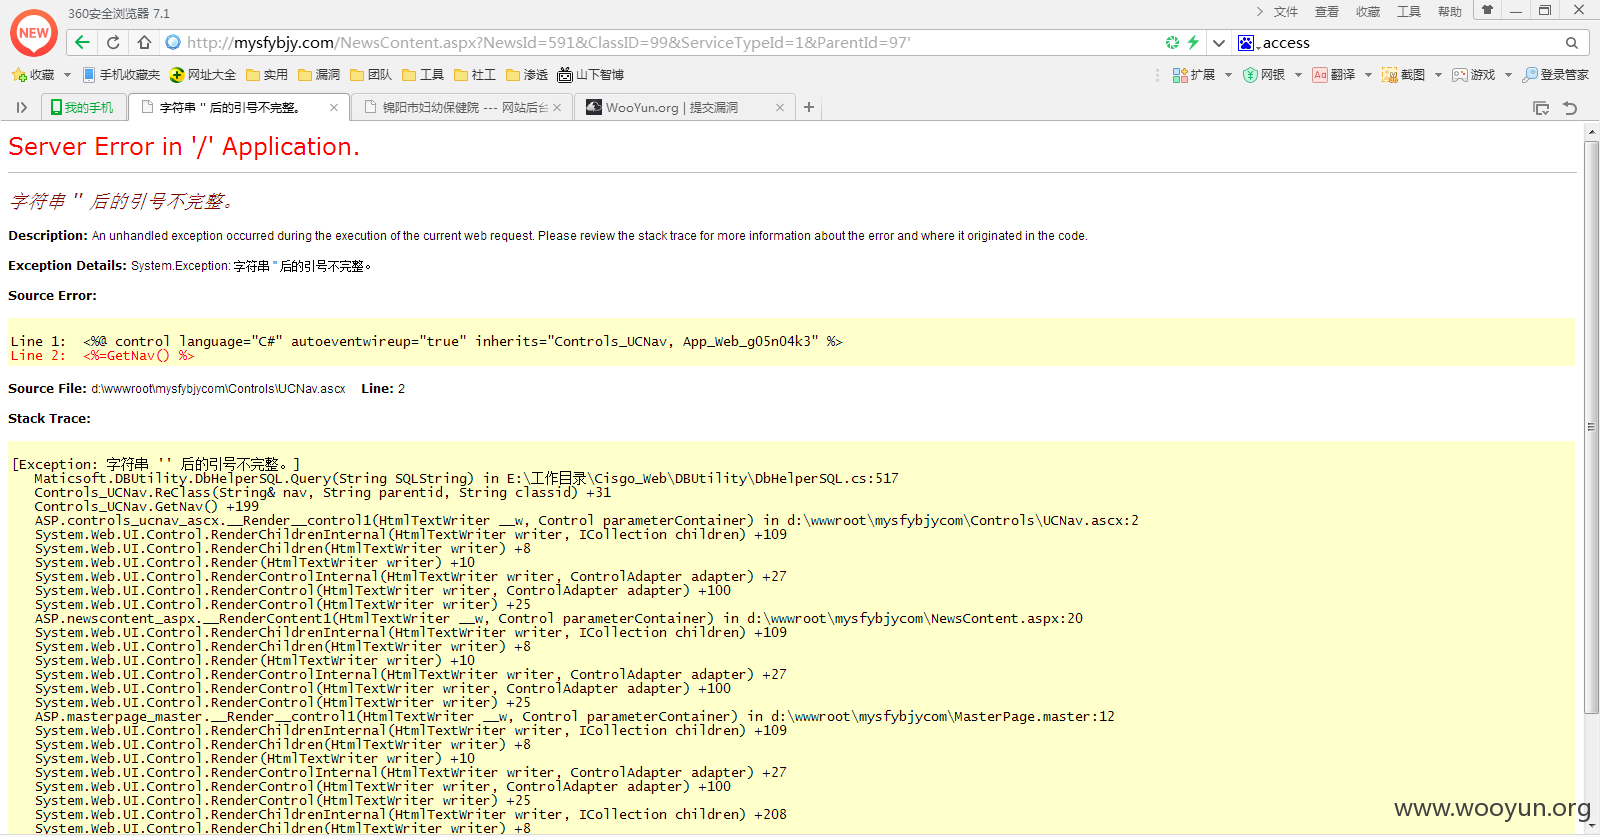 360安全浏览器 7.1
文件 查看 收藏 工具 帮助
NEW
http://mysfybjy.com/NewsContent.aspx?NewsId=591&ClassID=99&ServiceTypeId=1&ParentId=97'
access
收藏 手机收藏夹 网址大全 实用 漏洞 团队 工具 社工 渗透 山下智博 扩展 网银 翻译 截图 游戏 登录管家
我的手机 字符串 '' 后的引号不完整。 锦阳市妇幼保健院 --- 网站后台 WooYun.org | 提交漏洞
Server Error in '/' Application.
字符串 '' 后的引号不完整。
Description: An unhandled exception occurred during the execution of the current web request. Please review the stack trace for more information about the error and where it originated in the code.
Exception Details: System.Exception: 字符串 '' 后的引号不完整。
Source Error:
Line 1:  <%@ control language="C#" autoeventwireup="true" inherits="Controls_UCNav, App_Web_g05n04k3" %>
Line 2:  <%=GetNav() %>
Source File: d:\wwwroot\mysfybjycom\Controls\UCNav.ascx    Line: 2
Stack Trace:
[Exception: 字符串 '' 后的引号不完整。]
   Maticsoft.DBUtility.DbHelperSQL.Query(String SQLString) in E:\工作目录\Cisgo_Web\DBUtility\DbHelperSQL.cs:517
   Controls_UCNav.ReClass(String& nav, String parentid, String classid) +31
   Controls_UCNav.GetNav() +199
   ASP.controls_ucnav_ascx.__Render__control1(HtmlTextWriter __w, Control parameterContainer) in d:\wwwroot\mysfybjycom\Controls\UCNav.ascx:2
   System.Web.UI.Control.RenderChildrenInternal(HtmlTextWriter writer, ICollection children) +109
   System.Web.UI.Control.RenderChildren(HtmlTextWriter writer) +8
   System.Web.UI.Control.Render(HtmlTextWriter writer) +10
   System.Web.UI.Control.RenderControlInternal(HtmlTextWriter writer, ControlAdapter adapter) +27
   System.Web.UI.Control.RenderControl(HtmlTextWriter writer, ControlAdapter adapter) +100
   System.Web.UI.Control.RenderControl(HtmlTextWriter writer) +25
   ASP.newscontent_aspx.__RenderContent1(HtmlTextWriter __w, Control parameterContainer) in d:\wwwroot\mysfybjycom\NewsContent.aspx:20
   System.Web.UI.Control.RenderChildrenInternal(HtmlTextWriter writer, ICollection children) +109
   System.Web.UI.Control.RenderChildren(HtmlTextWriter writer) +8
   System.Web.UI.Control.Render(HtmlTextWriter writer) +10
   System.Web.UI.Control.RenderControlInternal(HtmlTextWriter writer, ControlAdapter adapter) +27
   System.Web.UI.Control.RenderControl(HtmlTextWriter writer, ControlAdapter adapter) +100
   System.Web.UI.Control.RenderControl(HtmlTextWriter writer) +25
   ASP.masterpage_master.__Render__control1(HtmlTextWriter __w, Control parameterContainer) in d:\wwwroot\mysfybjycom\MasterPage.master:12
   System.Web.UI.Control.RenderChildrenInternal(HtmlTextWriter writer, ICollection children) +109
   System.Web.UI.Control.RenderChildren(HtmlTextWriter writer) +8
   System.Web.UI.Control.Render(HtmlTextWriter writer) +10
   System.Web.UI.Control.RenderControlInternal(HtmlTextWriter writer, ControlAdapter adapter) +27
   System.Web.UI.Control.RenderControl(HtmlTextWriter writer, ControlAdapter adapter) +100
   System.Web.UI.Control.RenderControl(HtmlTextWriter writer) +25
   System.Web.UI.Control.RenderChildrenInternal(HtmlTextWriter writer, ICollection children) +208
   System.Web.UI.Control.RenderChildren(HtmlTextWriter writer) +8
www.wooyun.org